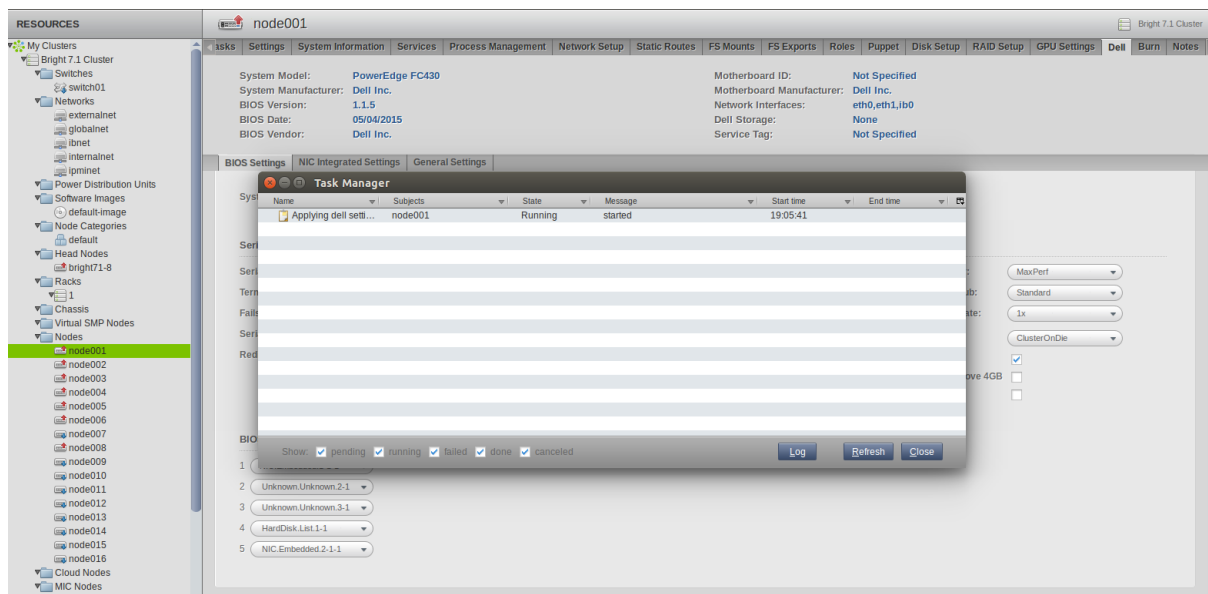 RESOURCES
My Clusters
Bright 7.1 Cluster
Switches
switch01
Networks
externalnet
globalnet
ibnet
internalnet
ipminet
Power Distribution Units
Software Images
default-image
Node Categories
default
Head Nodes
bright71-8
Racks
1
Chassis
Virtual SMP Nodes
Nodes
node001
node002
node003
node004
node005
node006
node007
node008
node009
node010
node011
node012
node013
node014
node015
node016
Cloud Nodes
MIC Nodes
node001
Bright 7.1 Cluster
asks Settings System Information Services Process Management Network Setup Static Routes FS Mounts FS Exports Roles Puppet Disk Setup RAID Setup GPU Settings Dell Burn Notes
System Model: PowerEdge FC430 Motherboard ID: Not Specified
System Manufacturer: Dell Inc. Motherboard Manufacturer: Dell Inc.
BIOS Version: 1.1.5 Network Interfaces: eth0,eth1,ib0
BIOS Date: 05/04/2015 Dell Storage: None
BIOS Vendor: Dell Inc. Service Tag: Not Specified
BIOS Settings NIC Integrated Settings General Settings
Task Manager
Name Subjects State Message Start time End time
Applying dell setti... node001 Running started 19:05:41
Show: pending running failed done canceled
Log Refresh Close
Sys
Seri
Seri
Term
Fails
Seri
Red
BIO
: MaxPerf
ub: Standard
ate: 1x
ClusterOnDie
ove 4GB
1
2 Unknown.Unknown.2-1
3 Unknown.Unknown.3-1
4 HardDisk.List.1-1
5 NIC.Embedded.2-1-1